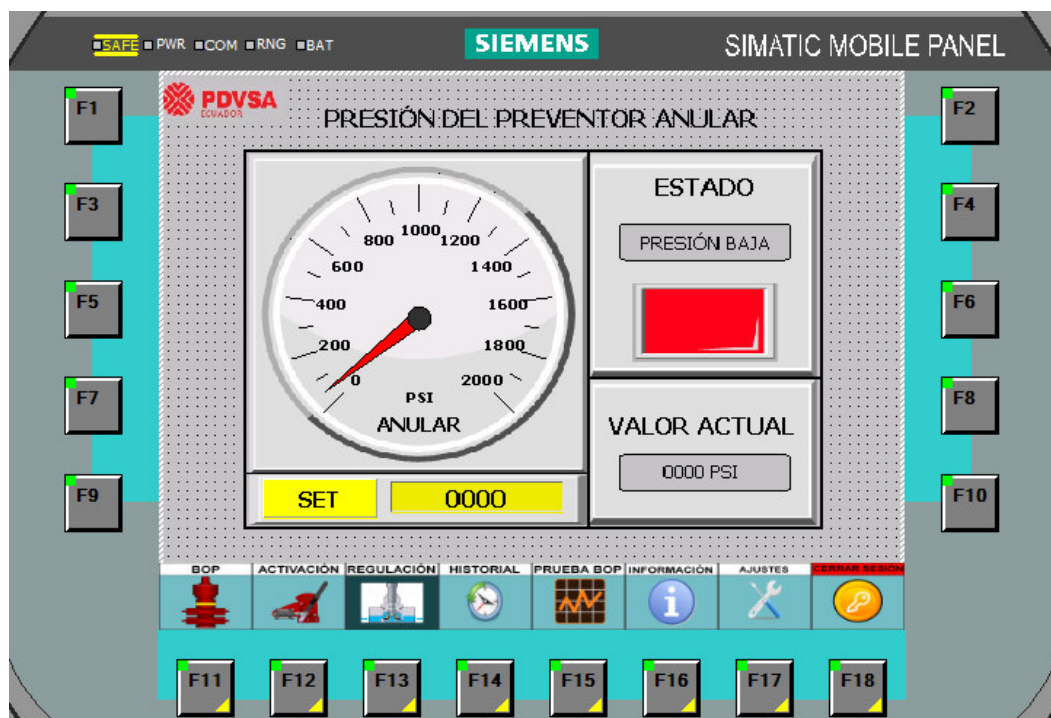 SAFE PWR COM RNG BAT
SIEMENS
SIMATIC MOBILE PANEL
F1
PDVSA
ECUADOR
F2
PRESIÓN DEL PREVENTOR ANULAR
F3
F4
F5
F6
F7
F8
F9
F10
0
200
400
600
800
1000
1200
1400
1600
1800
2000
PSI
ANULAR
ESTADO
PRESIÓN BAJA
VALOR ACTUAL
0000 PSI
SET 0000
BOP ACTIVACIÓN REGULACIÓN HISTORIAL PRUEBA BOP INFORMACIÓN AJUSTES CERRAR SESIÓN
F11 F12 F13 F14 F15 F16 F17 F18